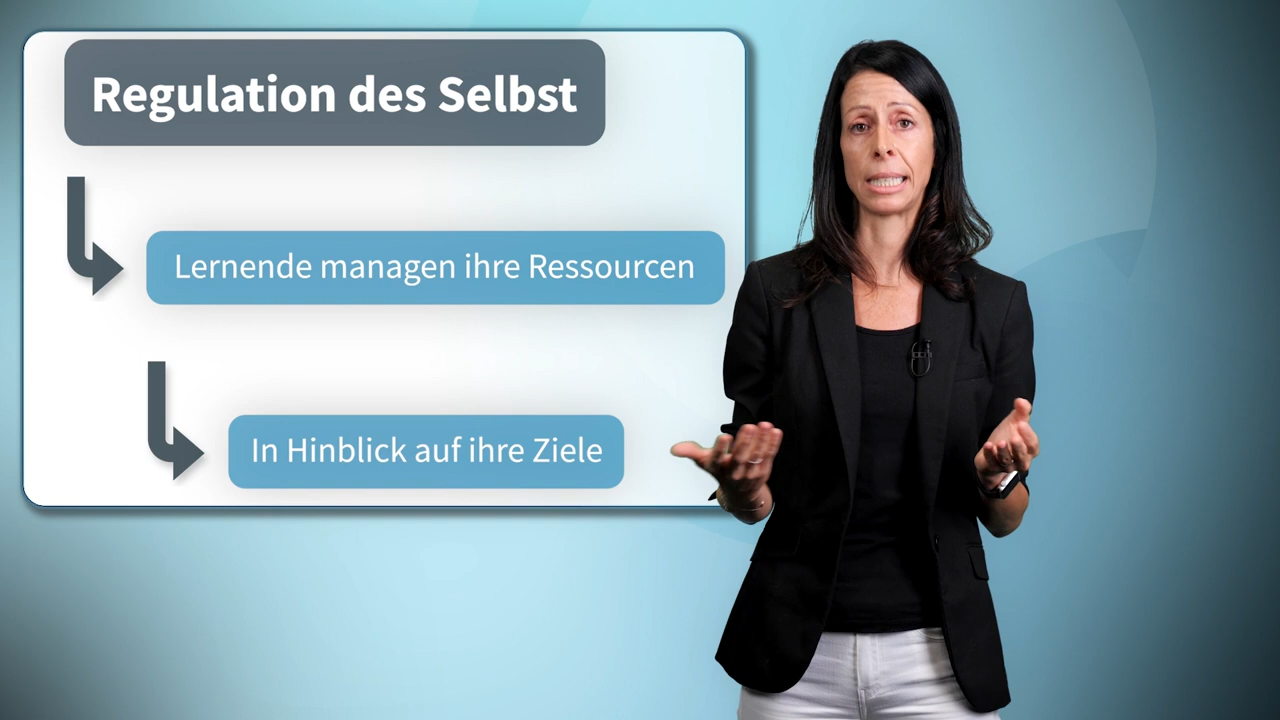 Regulation des Selbst
Lernende managen ihre Ressourcen
In Hinblick auf ihre Ziele